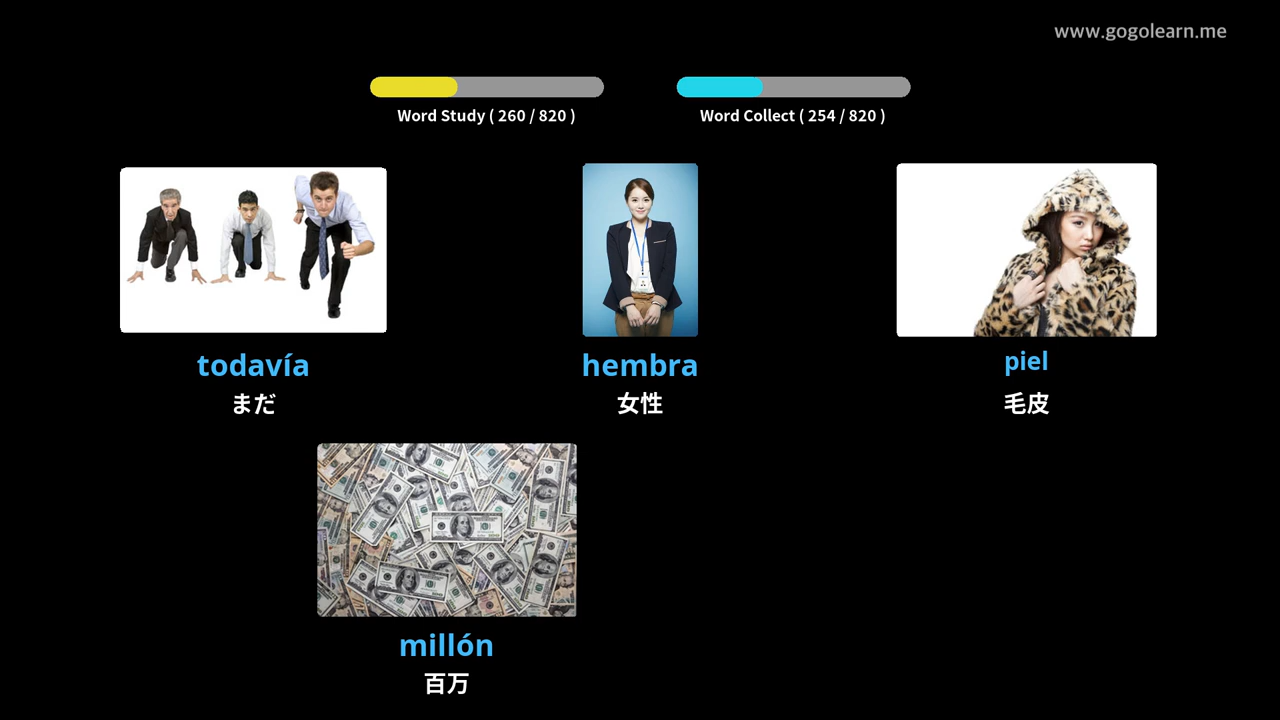 www.gogolearn.me
Word Study ( 260 / 820 )
Word Collect ( 254 / 820 )
todavía
まだ
hembra
女性
piel
毛皮
millón
百万